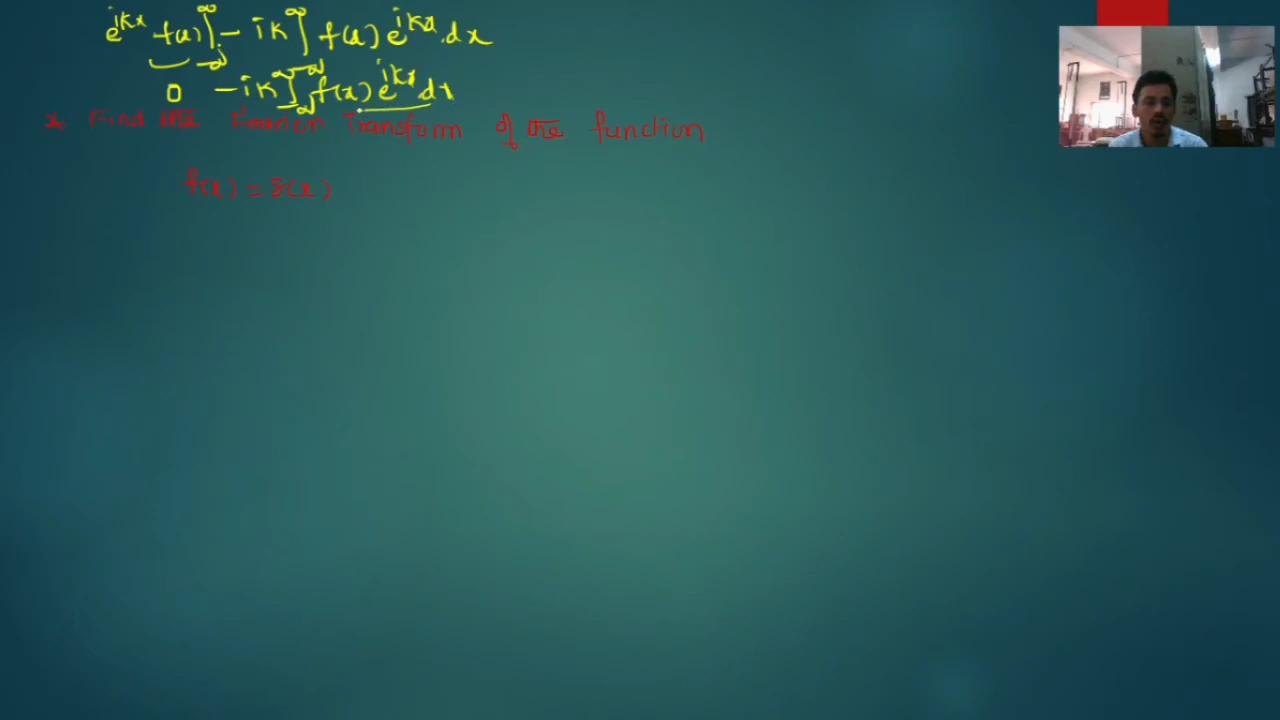 e^{ikx} f(x)]_{-∞}^{∞} - ik ∫_{-∞}^{∞} f(x) e^{ikx} dx
0 - ik ∫_{-∞}^{∞} f(x) e^{ikx} dx
x. Find the Fourier Transform of the function
f(x) = δ(x)